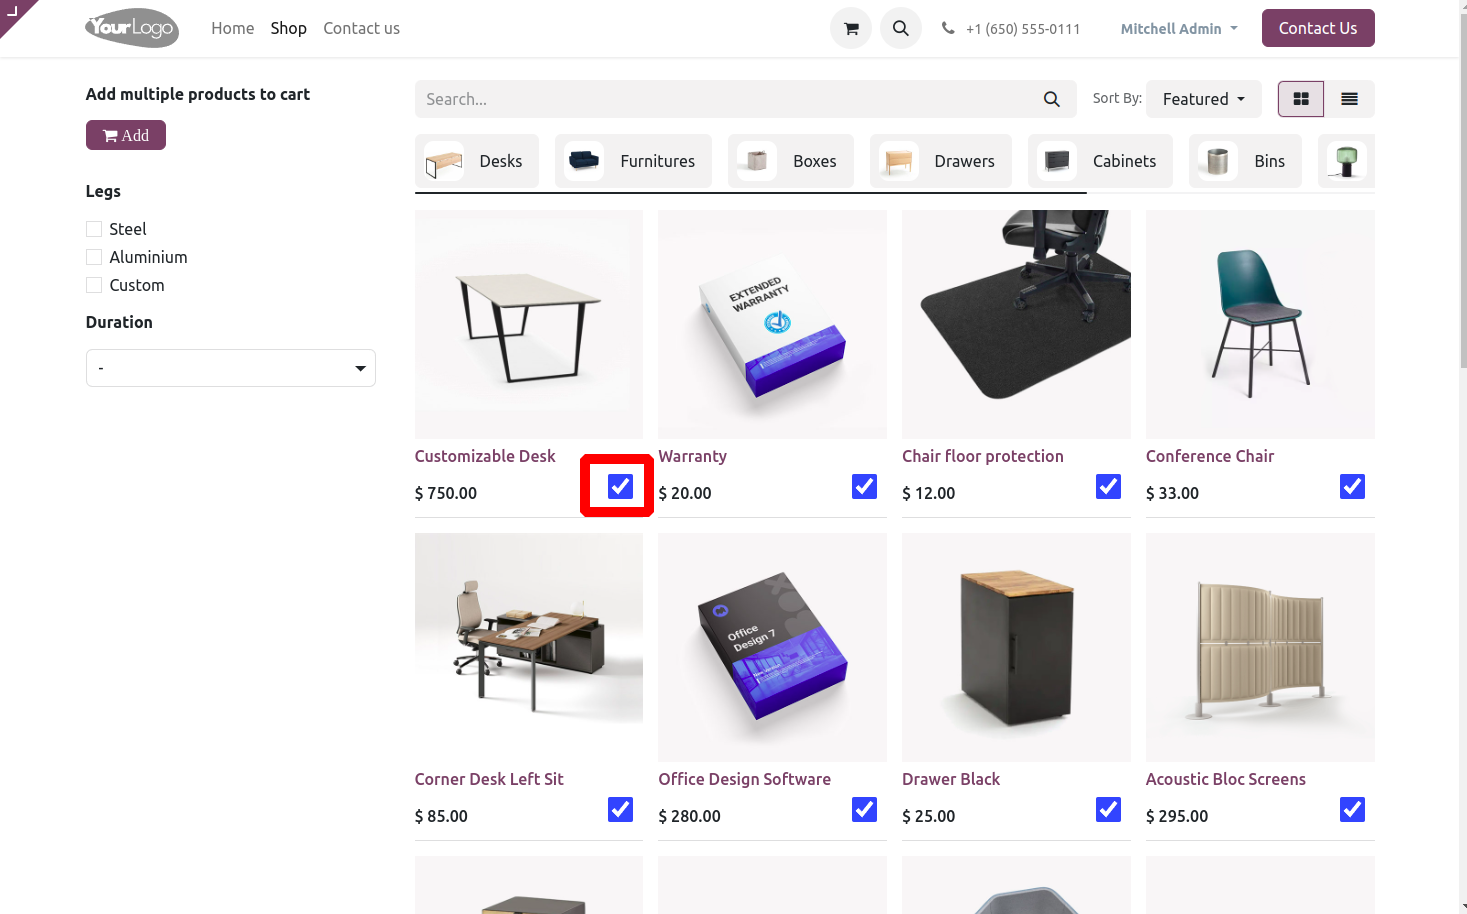 YourLogo
Home Shop Contact us
+1 (650) 555-0111
Mitchell Admin
Contact Us
Add multiple products to cart
Add
Legs
Steel
Aluminium
Custom
Duration
-
Search...
Sort By: Featured
Desks Furnitures Boxes Drawers Cabinets Bins
EXTENDED
WARRANTY
Customizable Desk
$ 750.00
Warranty
$ 20.00
Chair floor protection
$ 12.00
Conference Chair
$ 33.00
Office
Design 7
Corner Desk Left Sit
$ 85.00
Office Design Software
$ 280.00
Drawer Black
$ 25.00
Acoustic Bloc Screens
$ 295.00